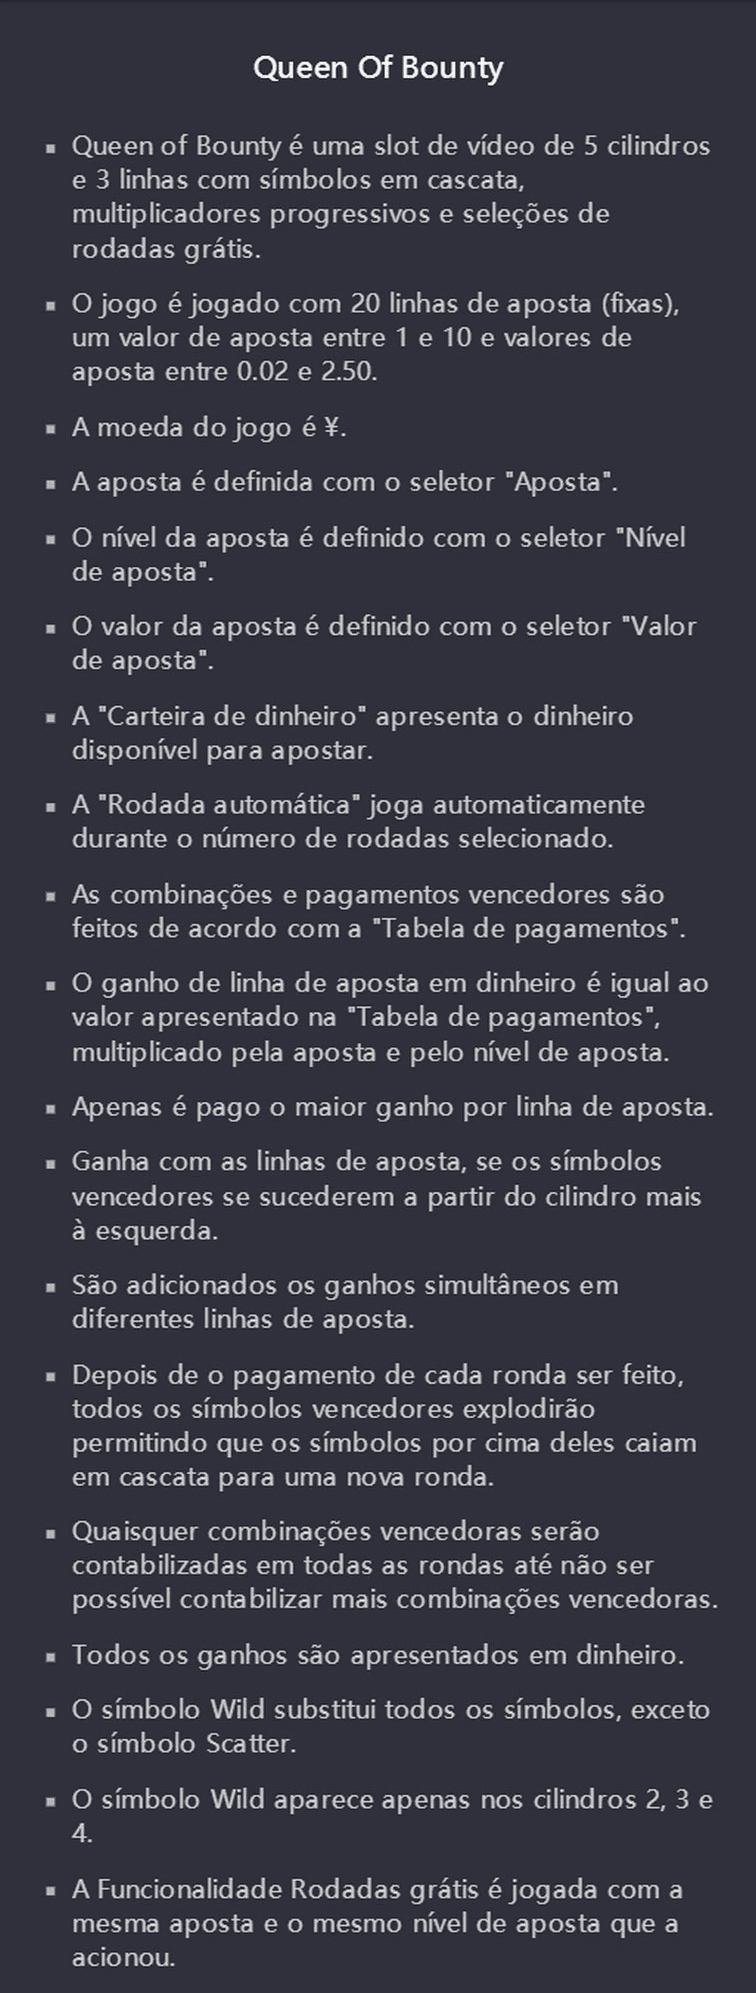 Queen Of Bounty
▪ Queen of Bounty é uma slot de vídeo de 5 cilindros
e 3 linhas com símbolos em cascata,
multiplicadores progressivos e seleções de
rodadas grátis.
▪ O jogo é jogado com 20 linhas de aposta (fixas),
um valor de aposta entre 1 e 10 e valores de
aposta entre 0.02 e 2.50.
▪ A moeda do jogo é ¥.
▪ A aposta é definida com o seletor "Aposta".
▪ O nível da aposta é definido com o seletor "Nível
de aposta".
▪ O valor da aposta é definido com o seletor "Valor
de aposta".
▪ A "Carteira de dinheiro" apresenta o dinheiro
disponível para apostar.
▪ A "Rodada automática" joga automaticamente
durante o número de rodadas selecionado.
▪ As combinações e pagamentos vencedores são
feitos de acordo com a "Tabela de pagamentos".
▪ O ganho de linha de aposta em dinheiro é igual ao
valor apresentado na "Tabela de pagamentos",
multiplicado pela aposta e pelo nível de aposta.
▪ Apenas é pago o maior ganho por linha de aposta.
▪ Ganha com as linhas de aposta, se os símbolos
vencedores se sucederem a partir do cilindro mais
à esquerda.
▪ São adicionados os ganhos simultâneos em
diferentes linhas de aposta.
▪ Depois de o pagamento de cada ronda ser feito,
todos os símbolos vencedores explodirão
permitindo que os símbolos por cima deles caiam
em cascata para uma nova ronda.
▪ Quaisquer combinações vencedoras serão
contabilizadas em todas as rondas até não ser
possível contabilizar mais combinações vencedoras.
▪ Todos os ganhos são apresentados em dinheiro.
▪ O símbolo Wild substitui todos os símbolos, exceto
o símbolo Scatter.
▪ O símbolo Wild aparece apenas nos cilindros 2, 3 e
4.
▪ A Funcionalidade Rodadas grátis é jogada com a
mesma aposta e o mesmo nível de aposta que a
acionou.